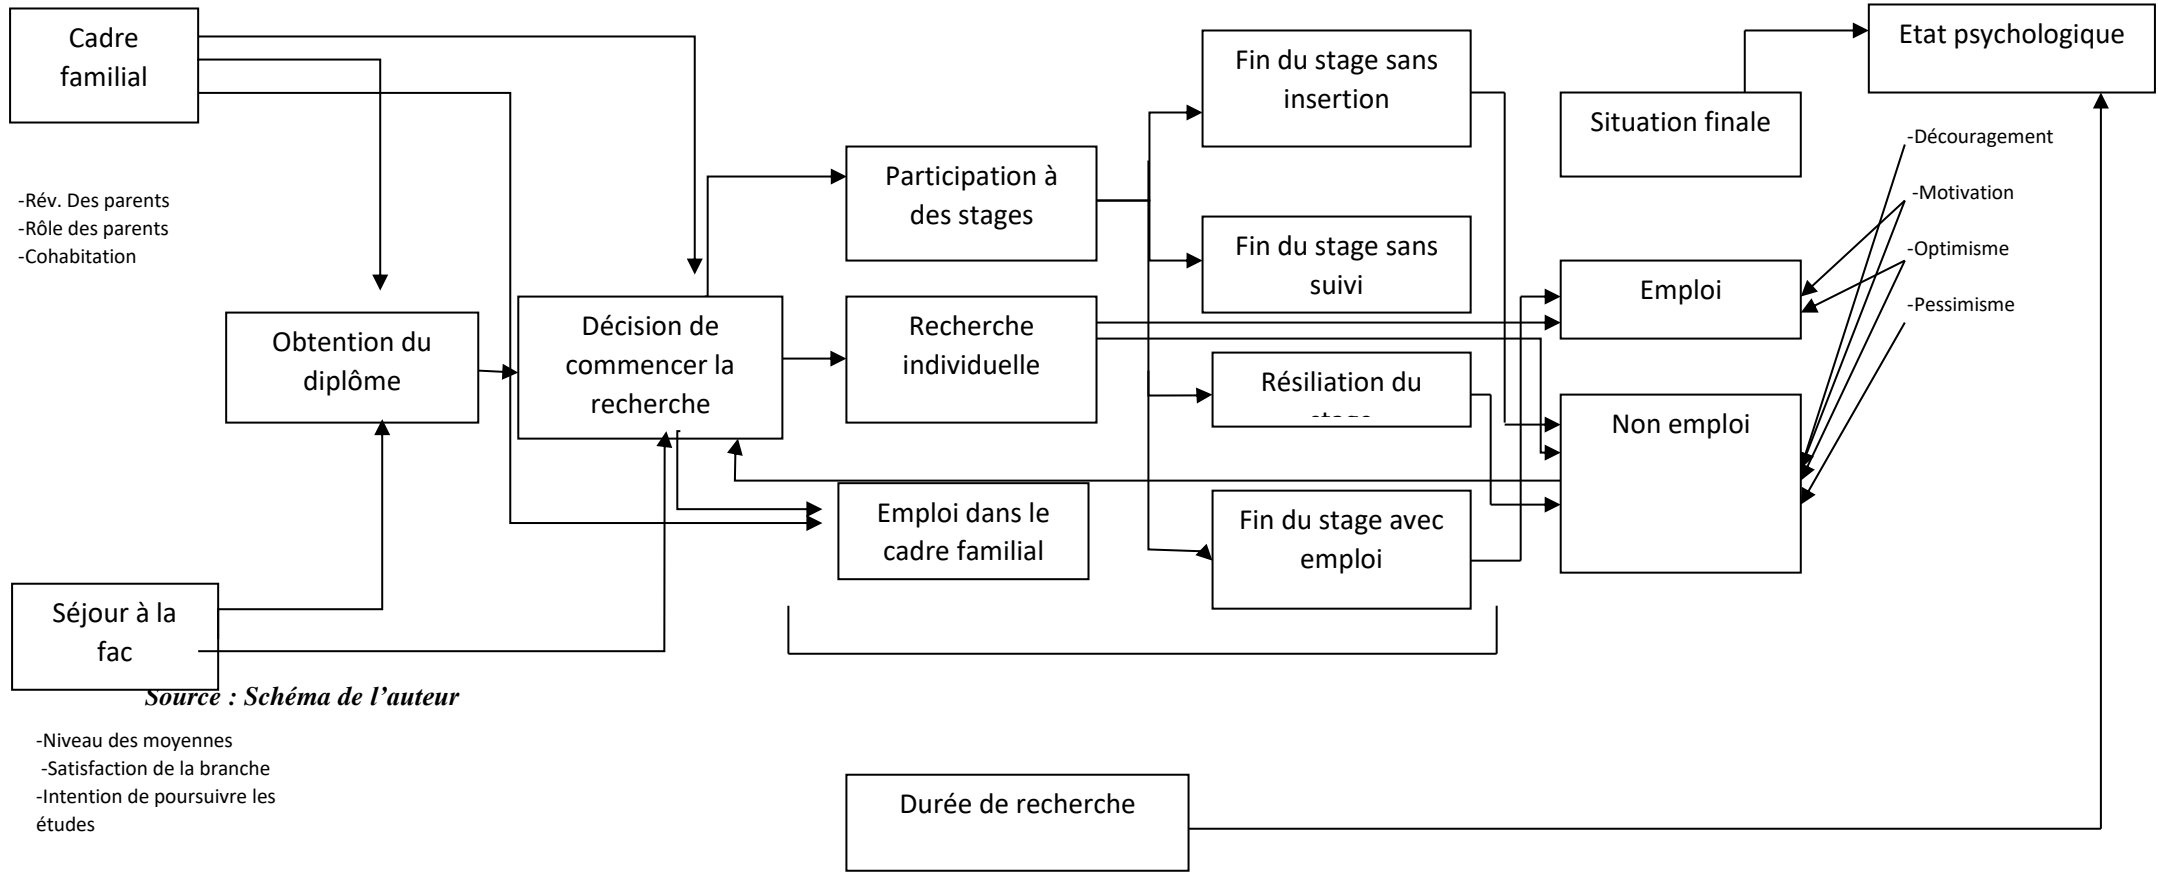 Cadre
familial
-Rév. Des parents
-Rôle des parents
-Cohabitation
Obtention du
diplôme
Séjour à la
fac
Source : Schéma de l’auteur
-Niveau des moyennes
-Satisfaction de la branche
-Intention de poursuivre les
études
Décision de
commencer la
recherche
Participation à
des stages
Recherche
individuelle
Emploi dans le
cadre familial
Fin du stage sans
insertion
Fin du stage sans
suivi
Résiliation du
Fin du stage avec
emploi
Durée de recherche
Situation finale
Emploi
Non emploi
Etat psychologique
-Découragement
-Motivation
-Optimisme
-Pessimisme